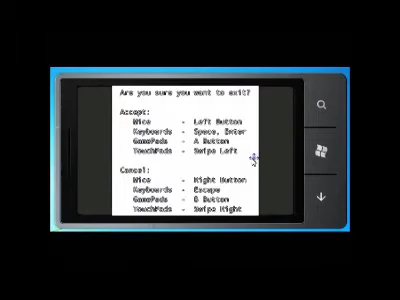 Are you sure you want to exit?
Accept:
Mice - Left Button
Keyboards - Space, Enter
GamePads - A Button
TouchPads - Swipe Left
Cancel:
Mice - Right Button
Keyboards - Escape
GamePads - B Button
TouchPads - Swipe Right